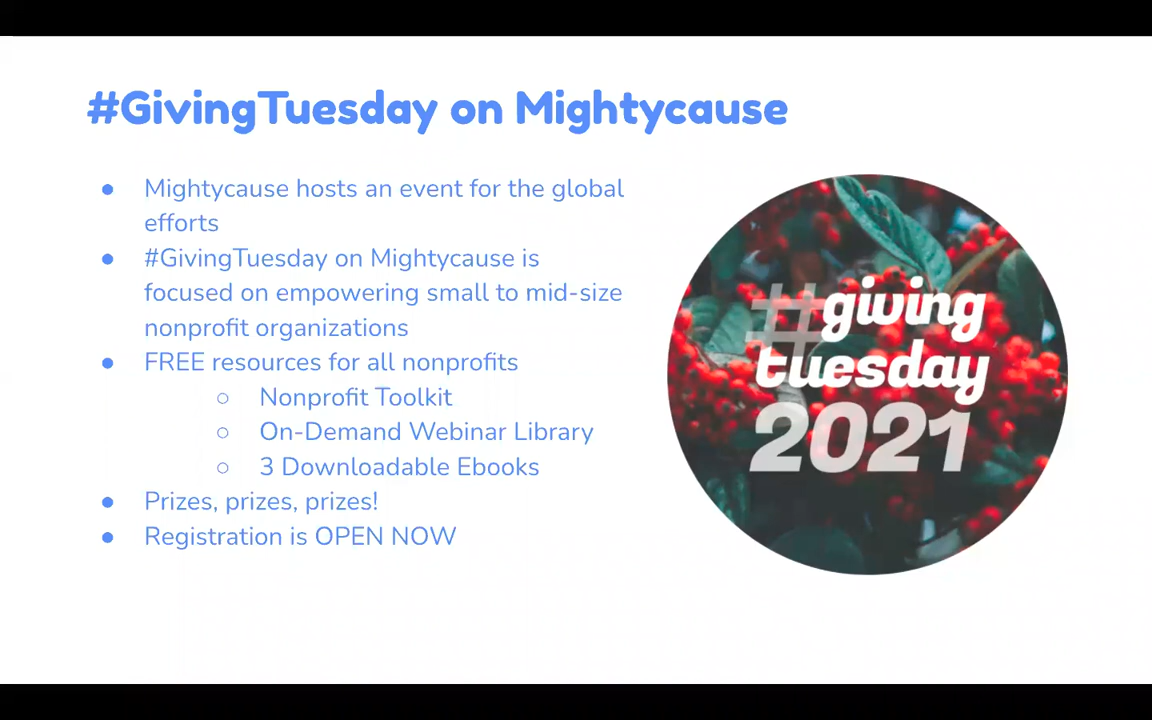 #GivingTuesday on Mightycause
● Mightycause hosts an event for the global
efforts
● #GivingTuesday on Mightycause is
focused on empowering small to mid-size
nonprofit organizations
● FREE resources for all nonprofits
○ Nonprofit Toolkit
○ On-Demand Webinar Library
○ 3 Downloadable Ebooks
● Prizes, prizes, prizes!
● Registration is OPEN NOW
#giving
tuesday
2021